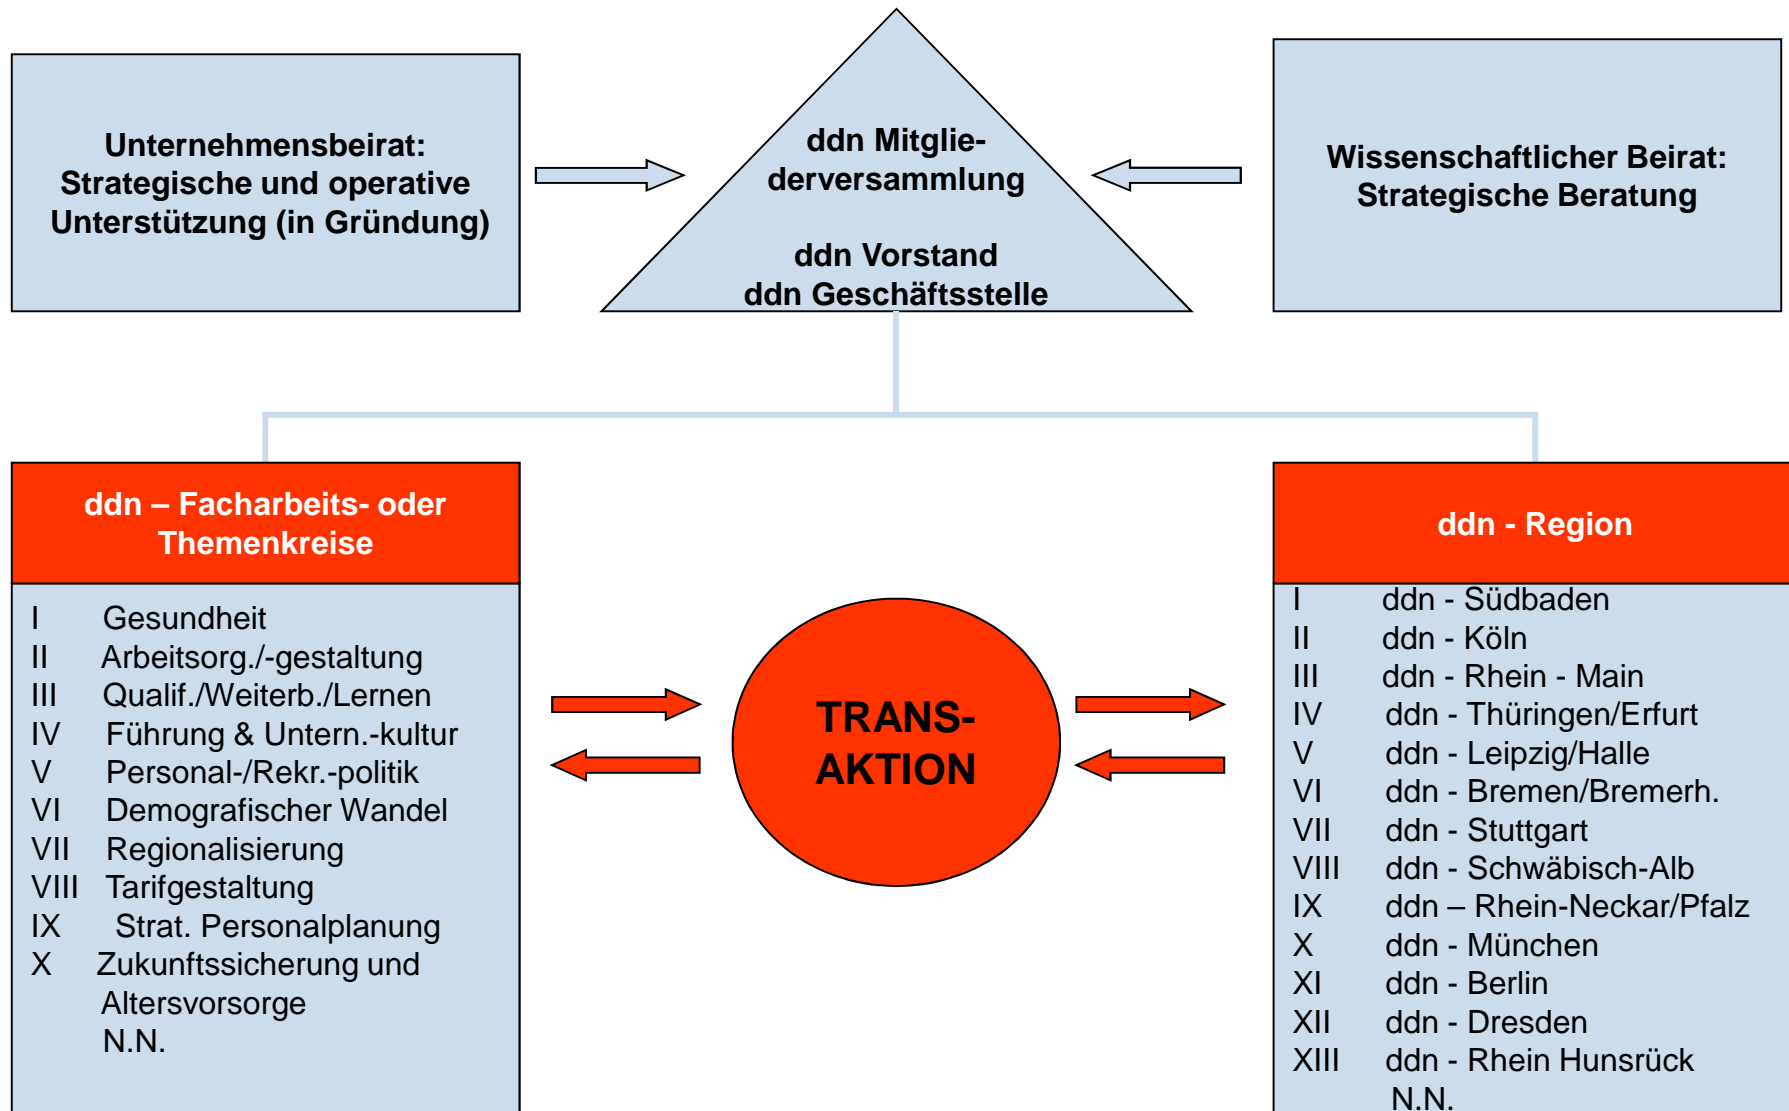 Unternehmensbeirat:
Strategische und operative
Unterstützung (in Gründung)
ddn Mitglie-
derversammlung
ddn Vorstand
ddn Geschäftsstelle
Wissenschaftlicher Beirat:
Strategische Beratung
ddn – Facharbeits- oder
Themenkreise
I Gesundheit
II Arbeitsorg./-gestaltung
III Qualif./Weiterb./Lernen
IV Führung & Untern.-kultur
V Personal-/Rekr.-politik
VI Demografischer Wandel
VII Regionalisierung
VIII Tarifgestaltung
IX Strat. Personalplanung
X Zukunftssicherung und
Altersvorsorge
N.N.
TRANS-
AKTION
ddn - Region
I ddn - Südbaden
II ddn - Köln
III ddn - Rhein - Main
IV ddn - Thüringen/Erfurt
V ddn - Leipzig/Halle
VI ddn - Bremen/Bremerh.
VII ddn - Stuttgart
VIII ddn - Schwäbisch-Alb
IX ddn – Rhein-Neckar/Pfalz
X ddn - München
XI ddn - Berlin
XII ddn - Dresden
XIII ddn - Rhein Hunsrück
N.N.